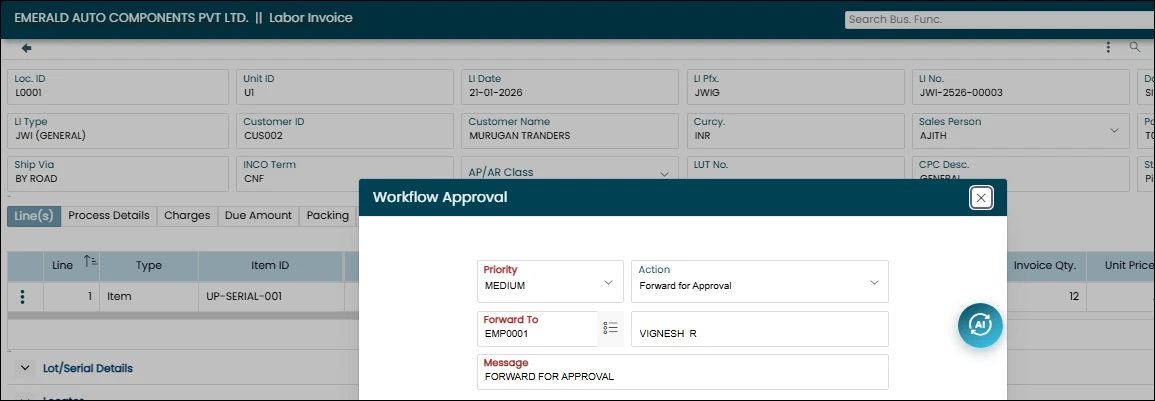 EMERALD AUTO COMPONENTS PVT LTD. || Labor Invoice
Search Bus. Func.
Loc. ID
L0001
Unit ID
U1
LI Date
21-01-2026
LI Pfx.
JWIG
LI No.
JWI-2526-00003
LI Type
JWI (GENERAL)
Customer ID
CUS002
Customer Name
MURUGAN TRANDERS
Curcy.
INR
Sales Person
AJITH
Ship Via
BY ROAD
INCO Term
CNF
AP/AR Class
LUT No.
CPC Desc.
GENERAL
Workflow Approval
Line(s) Process Details Charges Due Amount Packing
Line Type Item ID Invoice Qty. Unit Price
1 Item UP-SERIAL-001 12
Priority
MEDIUM
Action
Forward for Approval
Forward To
EMP0001
VIGNESH R
Message
FORWARD FOR APPROVAL
AI
Lot/Serial Details